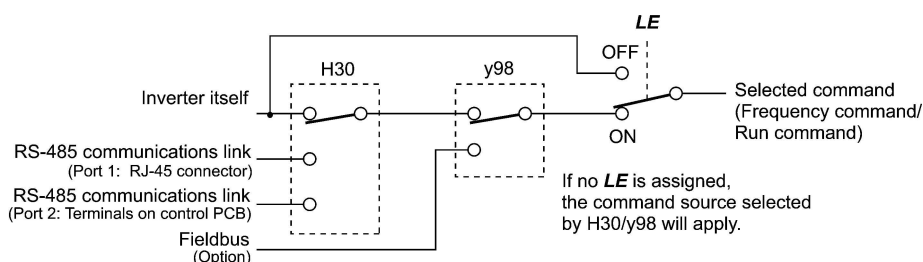 LE
OFF
H30
y98
Inverter itself
Selected command
(Frequency command/
Run command)
ON
RS-485 communications link
(Port 1: RJ-45 connector)
RS-485 communications link
(Port 2: Terminals on control PCB)
If no LE is assigned,
the command source selected
by H30/y98 will apply.
Fieldbus
(Option)